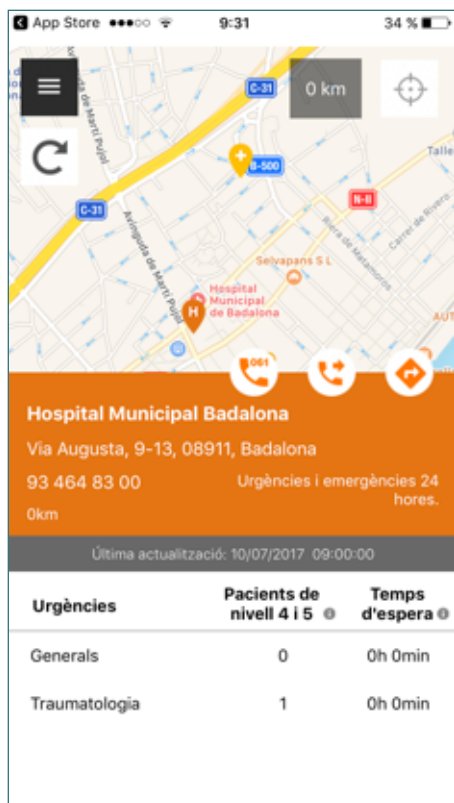 App Store 9:31 34 %
C-31
0 km
B-500
Talle
N-II
C-31
Avinguda de Martí Pujol
Riera de Matamoros
Carrer de Rivero
Selvapans S L
Avinguda de Martí Pujol
Hospital
Municipal
de Badalona
H
AUT
061
Hospital Municipal Badalona
Via Augusta, 9-13, 08911, Badalona
93 464 83 00 Urgències i emergències 24
hores.
0km
Última actualització: 10/07/2017 09:00:00
Urgències Pacients de
nivell 4 i 5 Temps
d'espera
Generals 0 0h 0min
Traumatologia 1 0h 0min